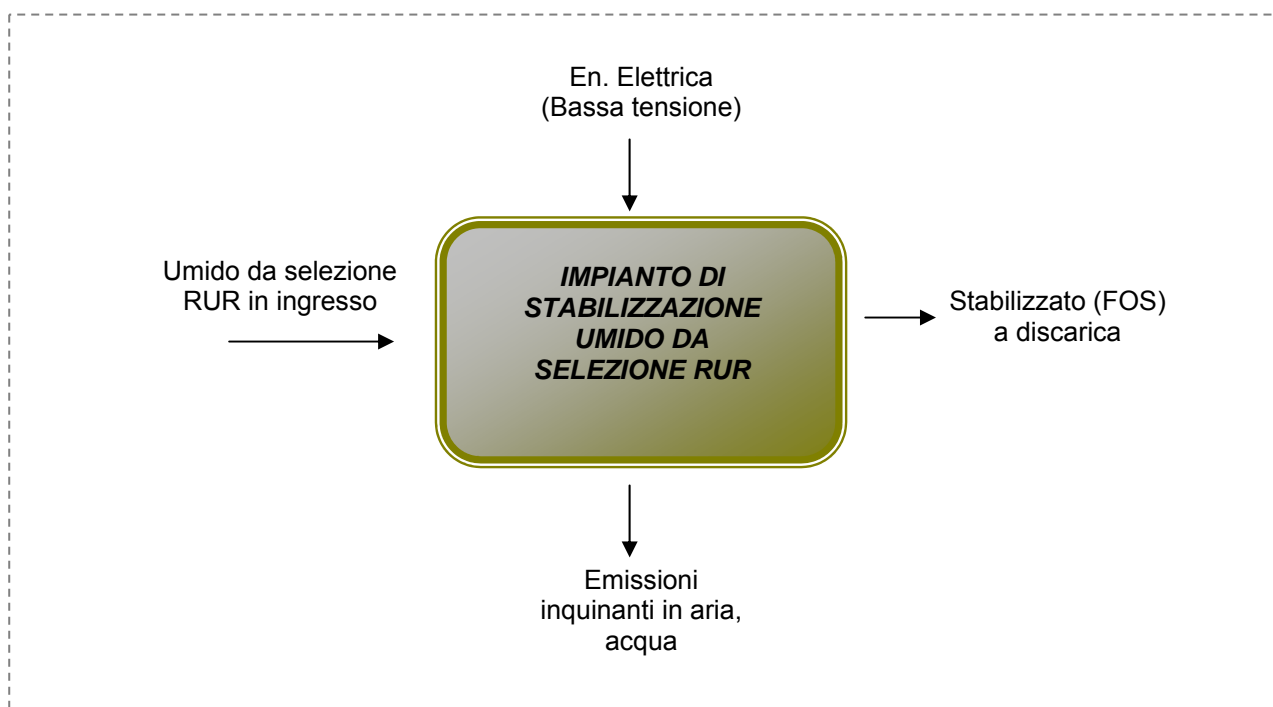 En. Elettrica
(Bassa tensione)
Umido da selezione
RUR in ingresso
IMPIANTO DI
STABILIZZAZIONE
UMIDO DA
SELEZIONE RUR
Stabilizzato (FOS)
a discarica
Emissioni
inquinanti in aria,
acqua